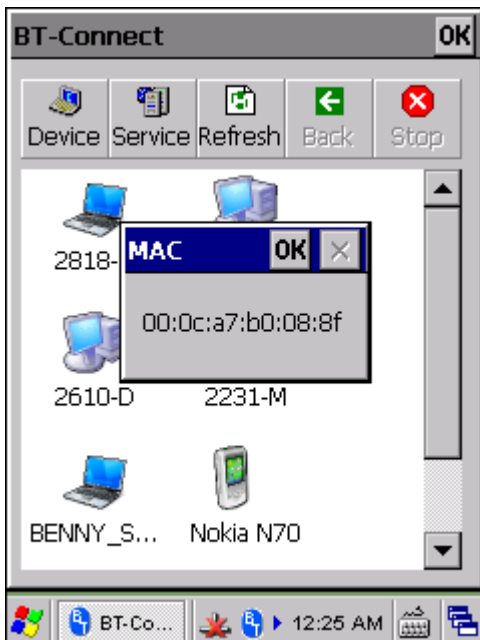 BT-Connect OK
Device Service Refresh Back Stop
2818-
MAC OK
00:0c:a7:b0:08:8f
2610-D 2231-M
BENNY_S... Nokia N70
BT-Co... 12:25 AM